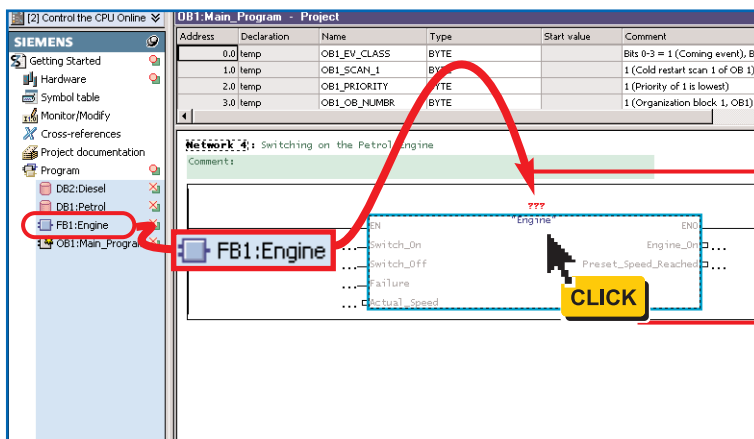 [2] Control the CPU Online
SIEMENS
Getting Started
Hardware
Symbol table
Monitor/Modify
Cross-references
Project documentation
Program
DB2:Diesel
DB1:Petrol
FB1:Engine
OB1:Main_Program
OB1:Main_Program - Project
Address Declaration Name Type Start value Comment
0.0 temp OB1_EV_CLASS BYTE Bits 0-3 = 1 (Coming event), B
1.0 temp OB1_SCAN_1 BYTE 1 (Cold restart scan 1 of OB 1)
2.0 temp OB1_PRIORITY BYTE 1 (Priority of 1 is lowest)
3.0 temp OB1_OB_NUMBR BYTE 1 (Organization block 1, OB1)
Network 4: Switching on the Petrol Engine
Comment:
???
"Engine"
EN ENO
... Switch_On Engine_On ...
... Switch_Off Preset_Speed_Reached ...
... Failure
... Actual_Speed
FB1:Engine
CLICK